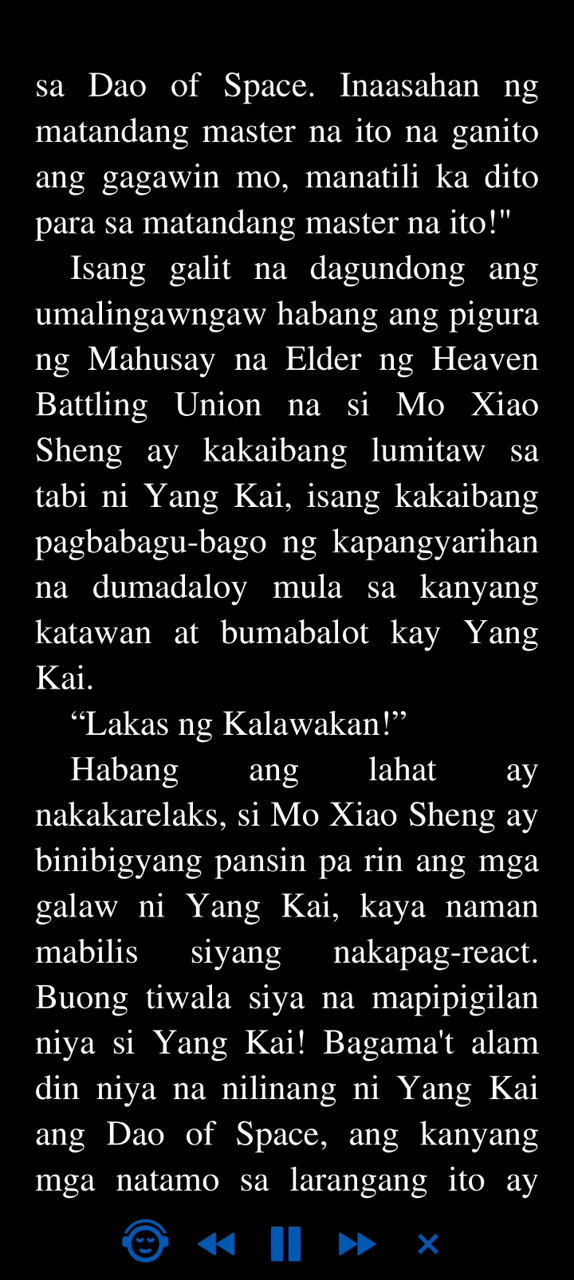 sa Dao of Space. Inaasahan ng
matandang master na ito na ganito
ang gagawin mo, manatili ka dito
para sa matandang master na ito!"
Isang galit na dagundong ang
umalingawngaw habang ang pigura
ng Mahusay na Elder ng Heaven
Battling Union na si Mo Xiao
Sheng ay kakaibang lumitaw sa
tabi ni Yang Kai, isang kakaibang
pagbabagu-bago ng kapangyarihan
na dumadaloy mula sa kanyang
katawan at bumabalot kay Yang
Kai.
“Lakas ng Kalawakan!”
Habang ang lahat ay
nakakarelaks, si Mo Xiao Sheng ay
binibigyang pansin pa rin ang mga
galaw ni Yang Kai, kaya naman
mabilis siyang nakapag-react.
Buong tiwala siya na mapipigilan
niya si Yang Kai! Bagama't alam
din niya na nilinang ni Yang Kai
ang Dao of Space, ang kanyang
mga natamo sa larangang ito ay